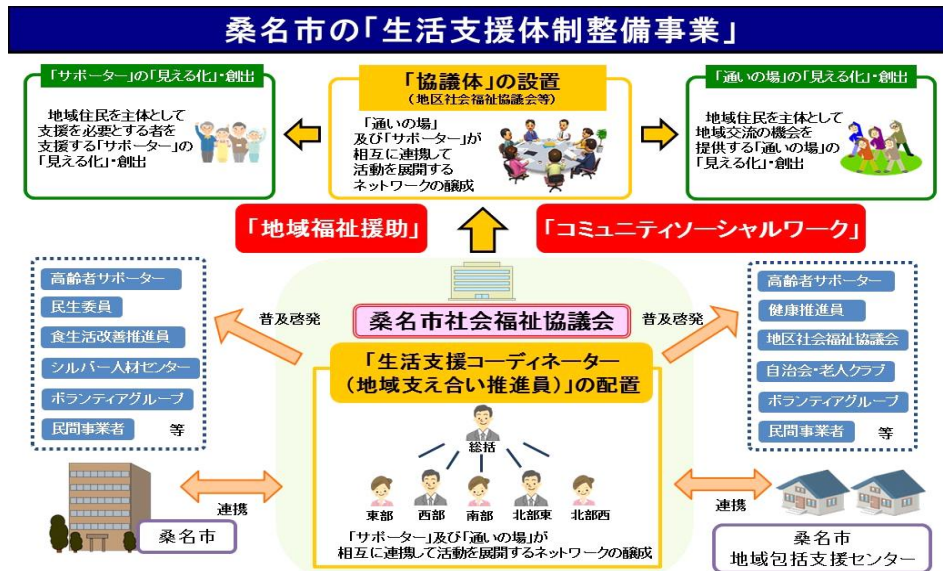 桑名市の「生活支援体制整備事業」
「サポーター」の「見える化」・創出
地域住民を主体として
支援を必要とする者を
支援する「サポーター」の
「見える化」・創出
「協議体」の設置
（地区社会福祉協議会等）
「通いの場」
及び「サポーター」が
相互に連携して
活動を展開する
ネットワークの醸成
「通いの場」の「見える化」・創出
地域住民を主体として
地域交流の機会を
提供する「通いの場」の
「見える化」・創出
「地域福祉援助」
「コミュニティソーシャルワーク」
高齢者サポーター
民生委員
食生活改善推進員
シルバー人材センター
ボランティアグループ
民間事業者　等
普及啓発
桑名市社会福祉協議会
普及啓発
「生活支援コーディネーター
（地域支え合い推進員）」の配置
総括
東部
西部
南部
北部東
北部西
「サポーター」及び「通いの場」が
相互に連携して活動を展開するネットワークの醸成
高齢者サポーター
健康推進員
地区社会福祉協議会
自治会・老人クラブ
ボランティアグループ
民間事業者　等
連携
桑名市
連携
桑名市
地域包括支援センター